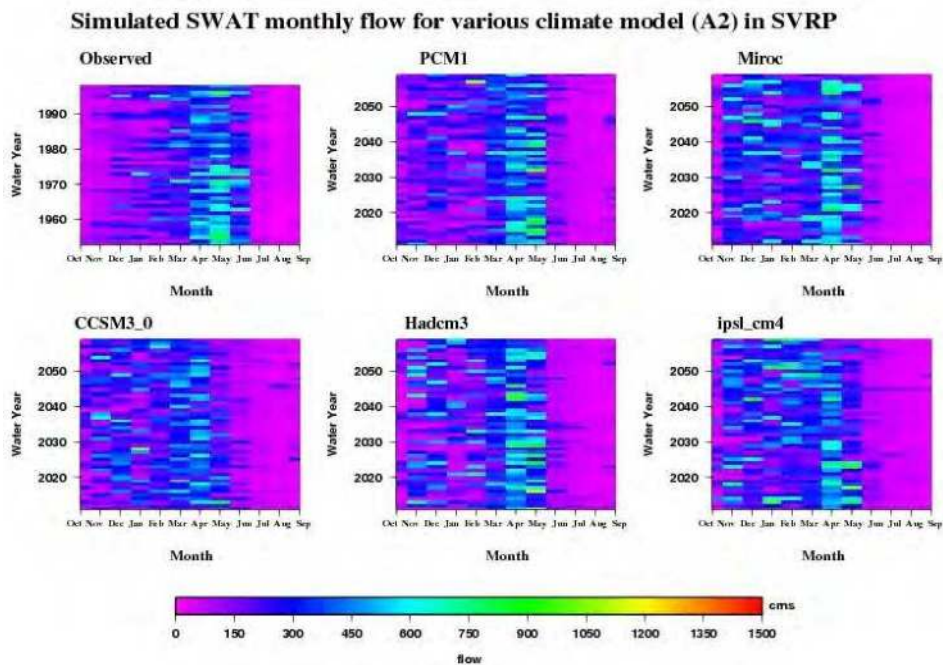 Simulated SWAT monthly flow for various climate model (A2) in SVRP
Observed
PCM1
Miroc
Water Year
1990
1980
1970
1960
Oct Nov Dec Jan Feb Mar Apr May Jun Jul Aug Sep
Month
Water Year
2050
2040
2030
2020
Oct Nov Dec Jan Feb Mar Apr May Jun Jul Aug Sep
Month
Water Year
2050
2040
2030
2020
Oct Nov Dec Jan Feb Mar Apr May Jun Jul Aug Sep
Month
CCSM3_0
Hadcm3
ipsl_cm4
Water Year
2050
2040
2030
2020
Oct Nov Dec Jan Feb Mar Apr May Jun Jul Aug Sep
Month
Water Year
2050
2040
2030
2020
Oct Nov Dec Jan Feb Mar Apr May Jun Jul Aug Sep
Month
Water Year
2050
2040
2030
2020
Oct Nov Dec Jan Feb Mar Apr May Jun Jul Aug Sep
Month
cms
0 150 300 450 600 750 900 1050 1200 1350 1500
flow